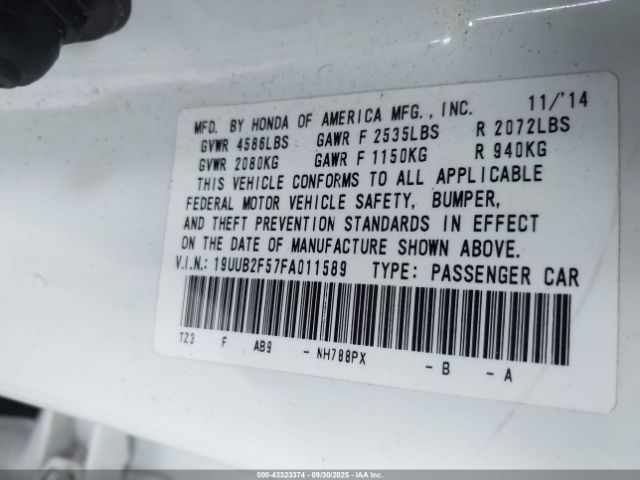 MFD. BY HONDA OF AMERICA MFG., INC. 11/'14
GVWR 4586LBS GAWR F 2535LBS R 2072LBS
GVWR 2080KG GAWR F 1150KG R 940KG
THIS VEHICLE CONFORMS TO ALL APPLICABLE
FEDERAL MOTOR VEHICLE SAFETY, BUMPER,
AND THEFT PREVENTION STANDARDS IN EFFECT
ON THE DATE OF MANUFACTURE SHOWN ABOVE.
V.I.N.: 19UUB2F57FA011589 TYPE: PASSENGER CAR
TZ3 F AB9 - NH788PX - B - A
000-43323374 - 09/30/2025 - IAA Inc.